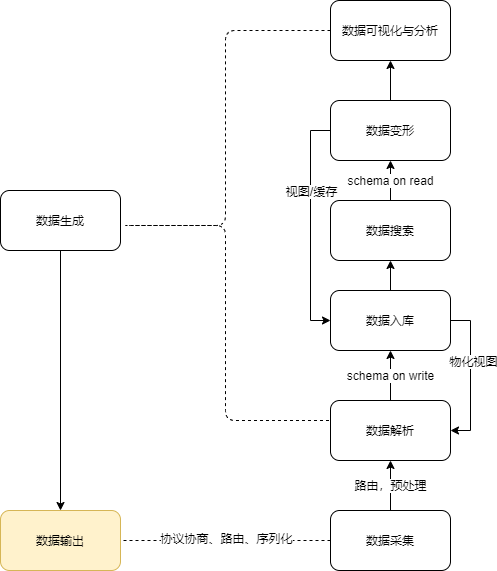 数据可视化与分析
数据变形
schema on read
视图/缓存
数据生成
数据搜索
数据入库
物化视图
schema on write
数据解析
路由，预处理
数据输出
协议协商、路由、序列化
数据采集